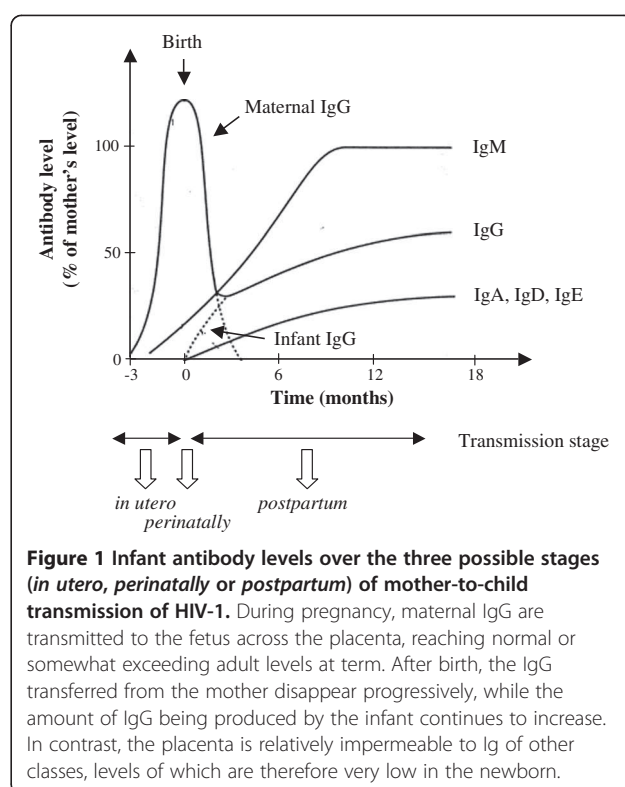 Birth
Maternal IgG
Antibody level
(% of mother's level)
100
50
0
IgM
IgG
IgA, IgD, IgE
Infant IgG
-3
0
6
12
18
Time (months)
Transmission stage
in utero
perinatally
postpartum
Figure 1 Infant antibody levels over the three possible stages
(in utero, perinatally or postpartum) of mother-to-child
transmission of HIV-1. During pregnancy, maternal IgG are
transmitted to the fetus across the placenta, reaching normal or
somewhat exceeding adult levels at term. After birth, the IgG
transferred from the mother disappear progressively, while the
amount of IgG being produced by the infant continues to increase.
In contrast, the placenta is relatively impermeable to Ig of other
classes, levels of which are therefore very low in the newborn.